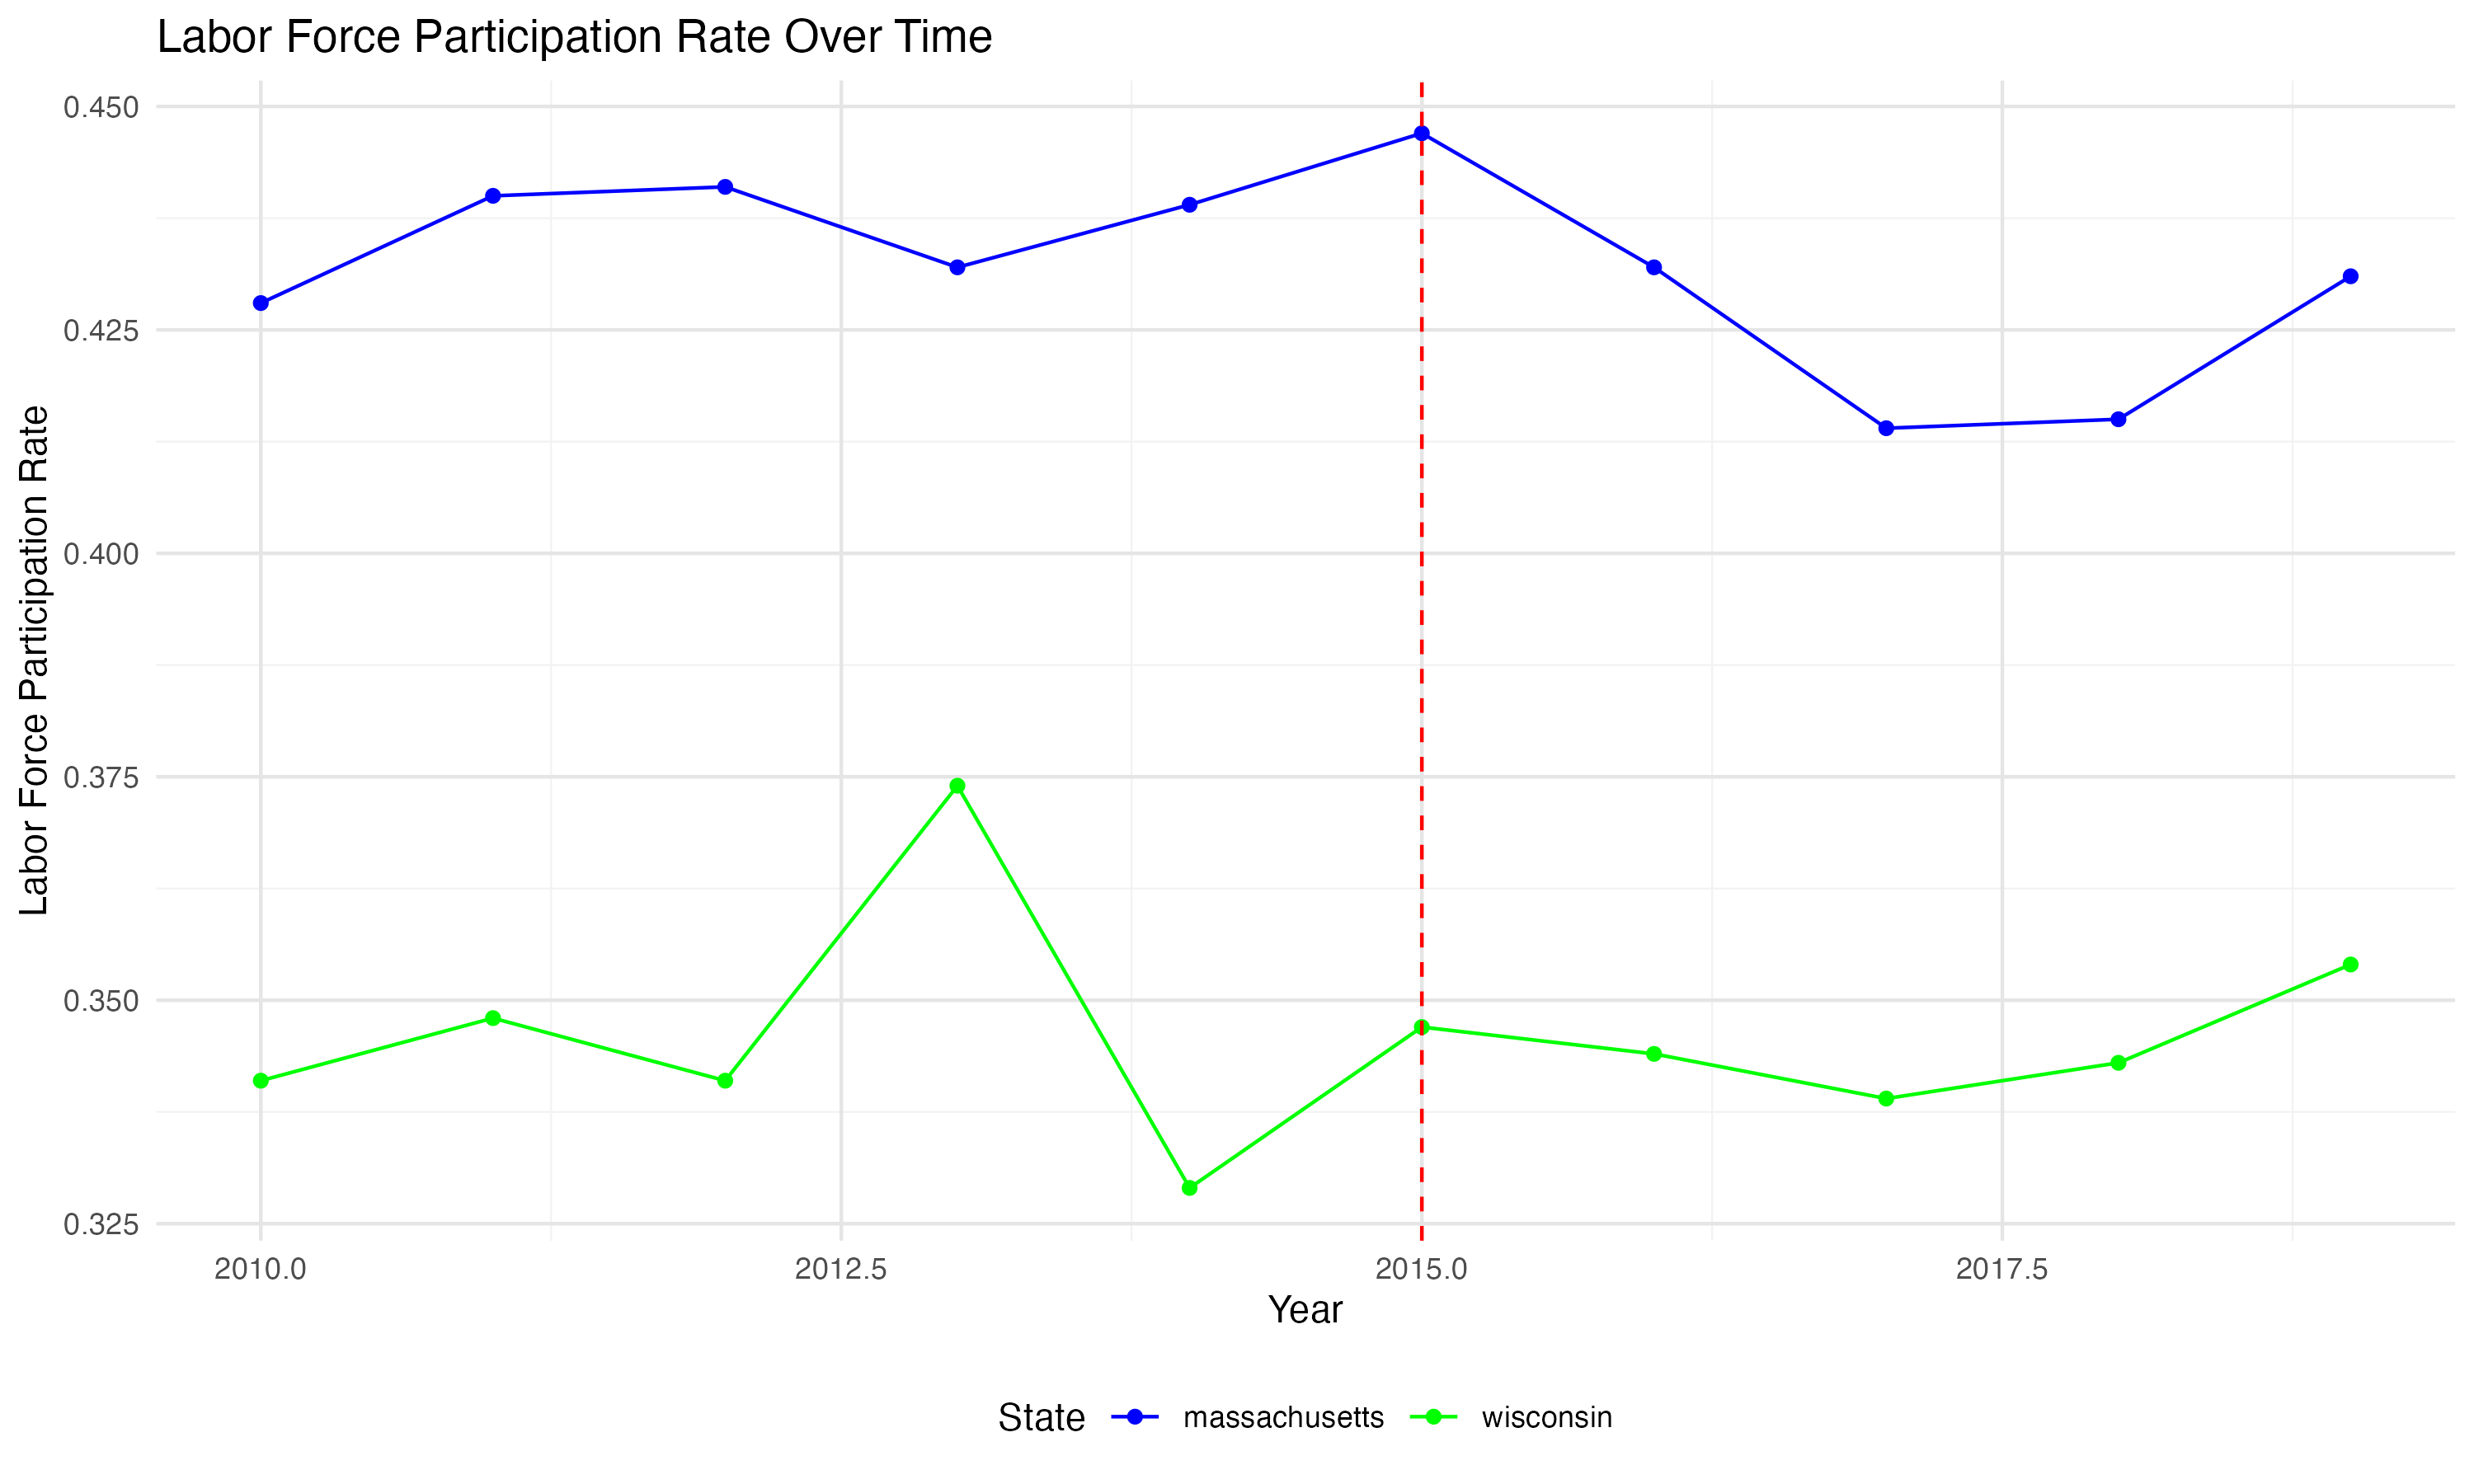 Labor Force Participation Rate Over Time
Labor Force Participation Rate
0.450
0.425
0.400
0.375
0.350
0.325
2010.0 2012.5 2015.0 2017.5
Year
State massachusetts wisconsin